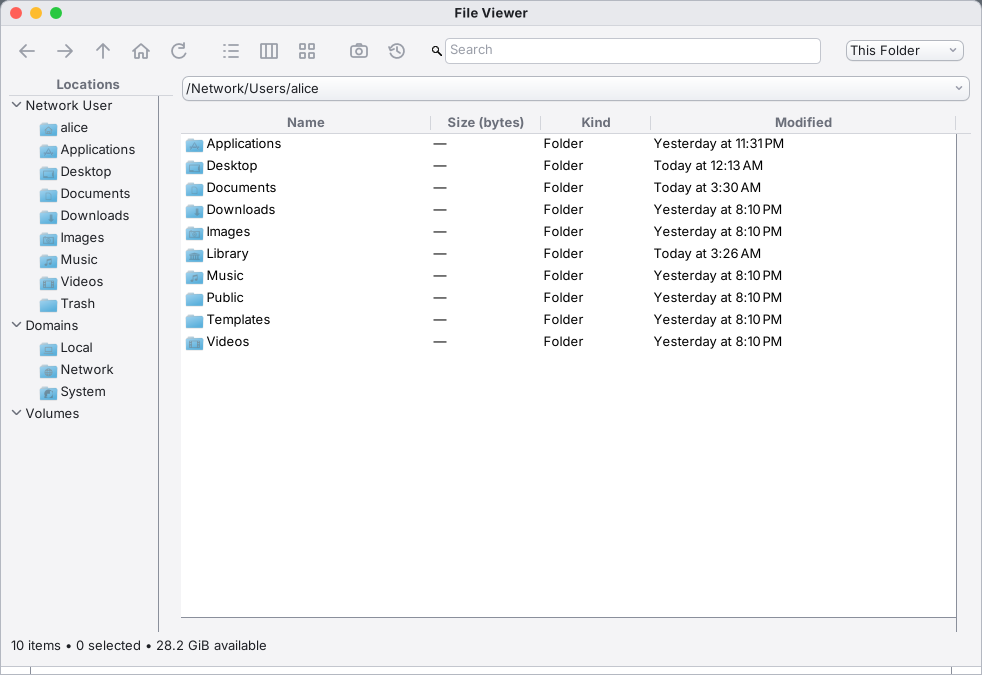 File Viewer
Search
This Folder
Locations
/Network/Users/alice
Network User
alice
Applications
Desktop
Documents
Downloads
Images
Music
Videos
Trash
Domains
Local
Network
System
Volumes
Name Size (bytes) Kind Modified
Applications — Folder Yesterday at 11:31 PM
Desktop — Folder Today at 12:13 AM
Documents — Folder Today at 3:30 AM
Downloads — Folder Yesterday at 8:10 PM
Images — Folder Yesterday at 8:10 PM
Library — Folder Today at 3:26 AM
Music — Folder Yesterday at 8:10 PM
Public — Folder Yesterday at 8:10 PM
Templates — Folder Yesterday at 8:10 PM
Videos — Folder Yesterday at 8:10 PM
10 items • 0 selected • 28.2 GiB available